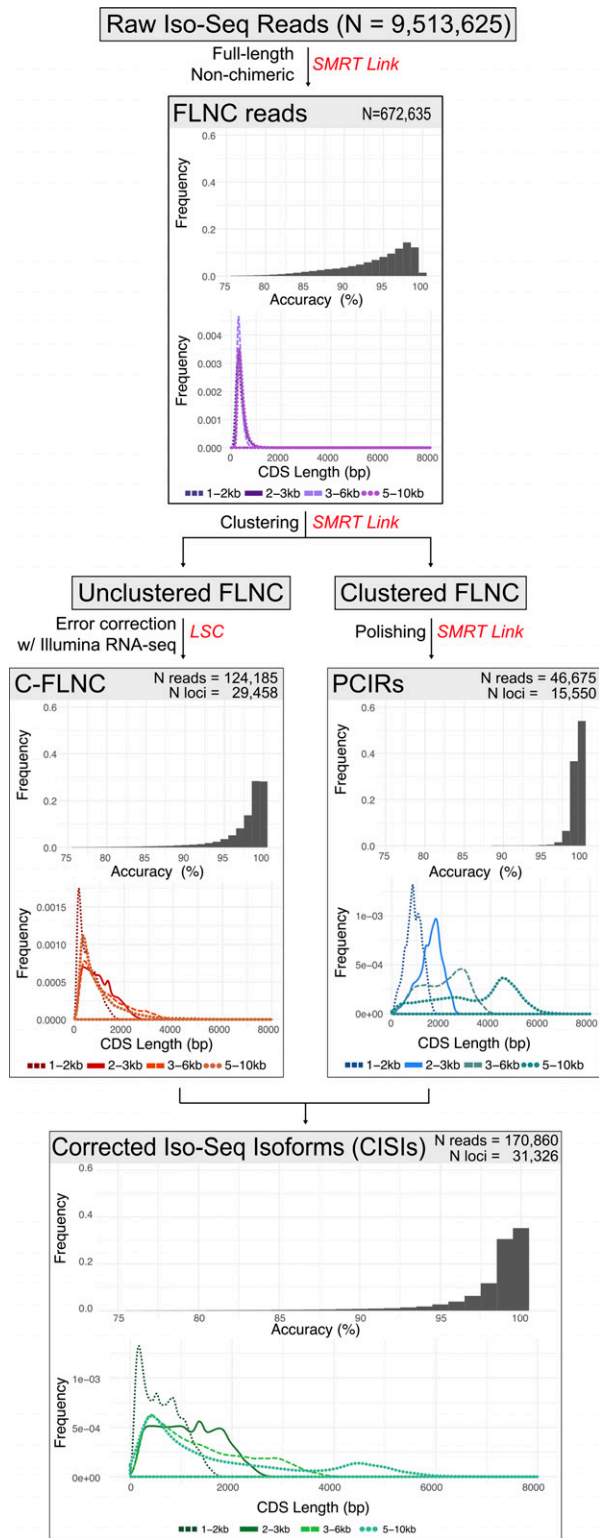 Raw Iso-Seq Reads (N = 9,513,625)
Full-length
Non-chimeric
SMRT Link
FLNC reads
N=672,635
0.6
0.4
0.2
0.0
Frequency
75 80 85 90 95 100
Accuracy (%)
0.004
0.003
0.002
0.001
0.000
Frequency
0 2000 4000 6000 8000
CDS Length (bp)
1–2kb 2–3kb 3–6kb 5–10kb
Clustering
SMRT Link
Unclustered FLNC
Error correction
w/ Illumina RNA-seq
LSC
C-FLNC
N reads = 124,185
N loci = 29,458
0.6
0.4
0.2
0.0
Frequency
75 80 85 90 95 100
Accuracy (%)
0.0015
0.0010
0.0005
0.0000
Frequency
0 2000 4000 6000 8000
CDS Length (bp)
1–2kb 2–3kb 3–6kb 5–10kb
Clustered FLNC
Polishing
SMRT Link
PCIRs
N reads = 46,675
N loci = 15,550
0.6
0.4
0.2
0.0
Frequency
75 80 85 90 95 100
Accuracy (%)
1e−03
5e−04
0e+00
Frequency
0 2000 4000 6000 8000
CDS Length (bp)
1–2kb 2–3kb 3–6kb 5–10kb
Corrected Iso-Seq Isoforms (CISIs)
N reads = 170,860
N loci = 31,326
0.6
0.4
0.2
0.0
Frequency
75 80 85 90 95 100
Accuracy (%)
1e−03
5e−04
0e+00
Frequency
0 2000 4000 6000 8000
CDS Length (bp)
1–2kb 2–3kb 3–6kb 5–10kb